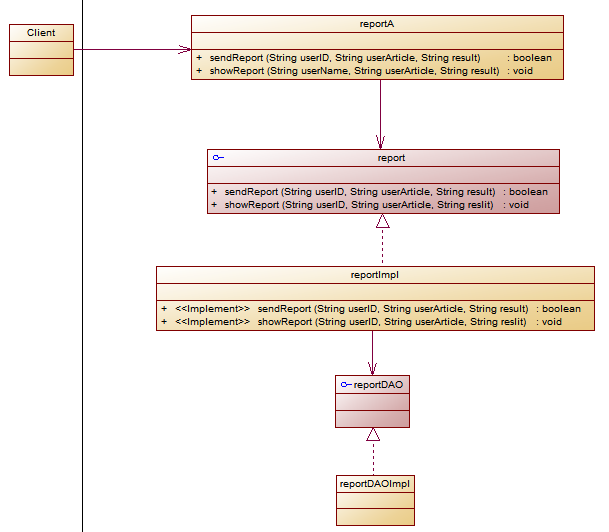 Client
reportA
+ sendReport (String userID, String userArticle, String result) : boolean
+ showReport (String userName, String userArticle, String result) : void
report
+ sendReport (String userID, String userArticle, String result) : boolean
+ showReport (String userID, String userArticle, String reslit) : void
reportImpl
+ <<Implement>> sendReport (String userID, String userArticle, String result) : boolean
+ <<Implement>> showReport (String userID, String userArticle, String reslit) : void
reportDAO
reportDAOImpl